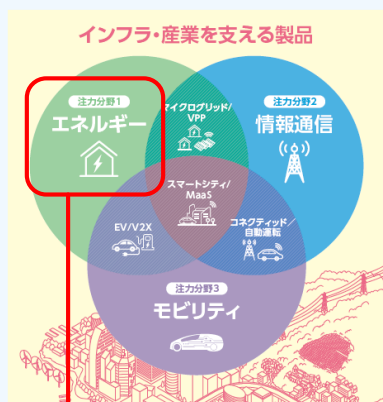 インフラ・産業を支える製品
注力分野1
エネルギー
マイクログリッド/
VPP
注力分野2
情報通信
スマートシティ/
MaaS
EV/V2X
コネクティッド/
自動運転
注力分野3
モビリティ